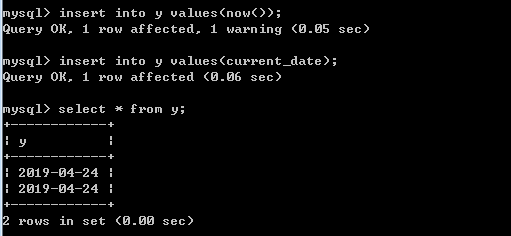 mysql> insert into y values(now());
Query OK, 1 row affected, 1 warning (0.05 sec)
mysql> insert into y values(current_date);
Query OK, 1 row affected (0.06 sec)
mysql> select * from y;
+------------+
| y          |
+------------+
| 2019-04-24 |
| 2019-04-24 |
+------------+
2 rows in set (0.00 sec)